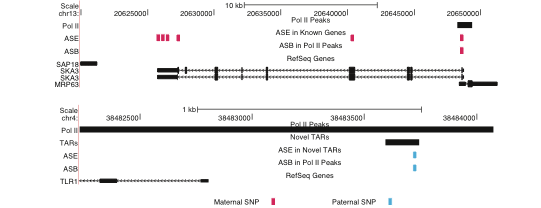 Scale 10 kb
chr13: 20625000 20630000 20635000 20640000 20645000 20650000
Pol II Peaks
Pol II
ASE in Known Genes
ASE
ASB in Pol II Peaks
ASB
RefSeq Genes
SAP18
SKA3
SKA3
MRP63
Scale 1 kb
chr4: 38482500 38483000 38483500 38484000
Pol II Peaks
Pol II
Novel TARs
TARs
ASE in Novel TARs
ASE
ASB in Pol II Peaks
ASB
RefSeq Genes
TLR1
Maternal SNP Paternal SNP